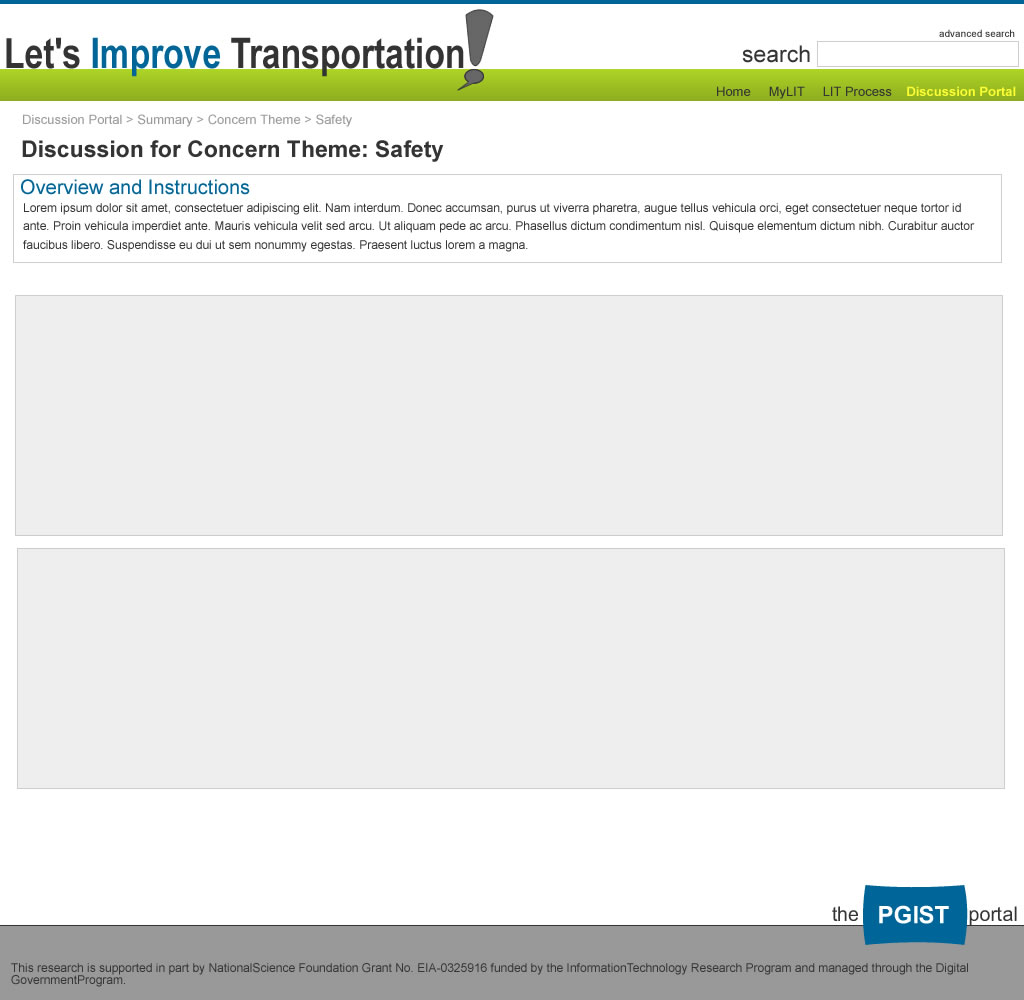 advanced search
Let's Improve Transportation!
search
Home MyLIT LIT Process Discussion Portal
Discussion Portal > Summary > Concern Theme > Safety
Discussion for Concern Theme: Safety
Overview and Instructions
Lorem ipsum dolor sit amet, consectetuer adipiscing elit. Nam interdum. Donec accumsan, purus ut viverra pharetra, augue tellus vehicula orci, eget consectetuer neque tortor id
ante. Proin vehicula imperdiet ante. Mauris vehicula velit sed arcu. Ut aliquam pede ac arcu. Phasellus dictum condimentum nisl. Quisque elementum dictum nibh. Curabitur auctor
faucibus libero. Suspendisse eu dui ut sem nonummy egestas. Praesent luctus lorem a magna.
the PGIST portal
This research is supported in part by NationalScience Foundation Grant No. EIA-0325916 funded by the InformationTechnology Research Program and managed through the Digital
GovernmentProgram.